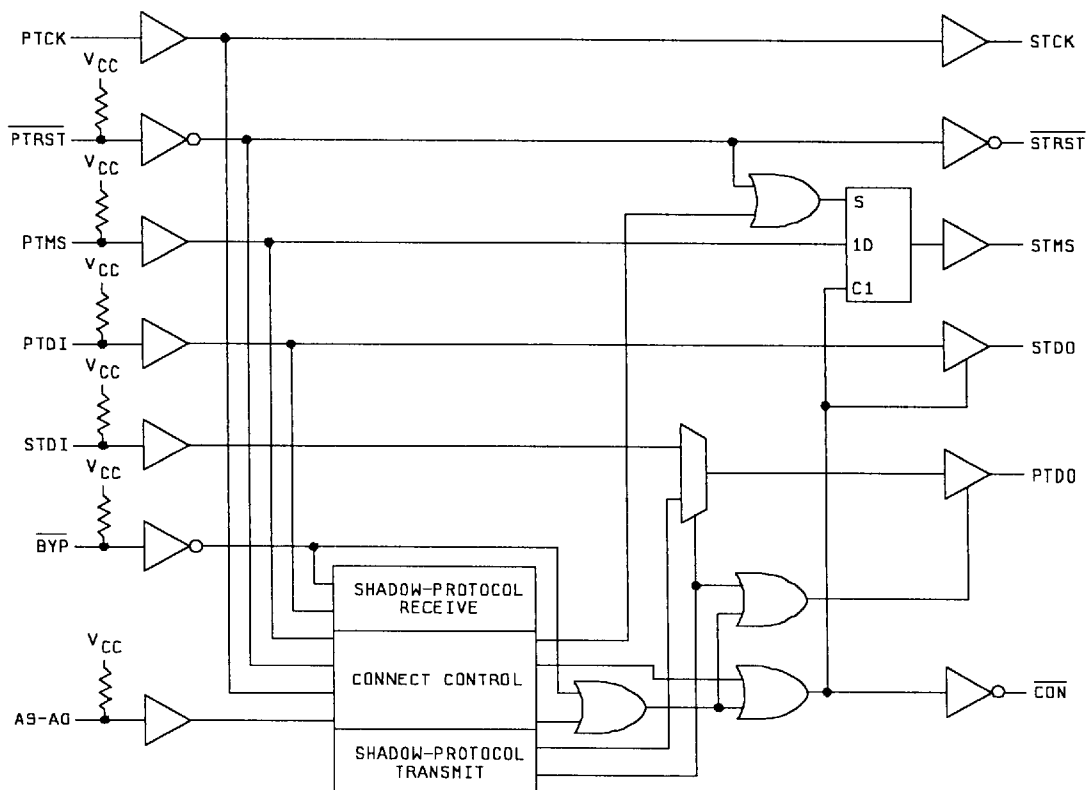 PTCK
STCK
VCC
PTRST
STRST
VCC
S
PTMS
1D
STMS
VCC
C1
PTDI
STDO
VCC
STDI
VCC
PTDO
BYP
SHADOW-PROTOCOL
RECEIVE
VCC
CONNECT CONTROL
CON
A9-A0
SHADOW-PROTOCOL
TRANSMIT